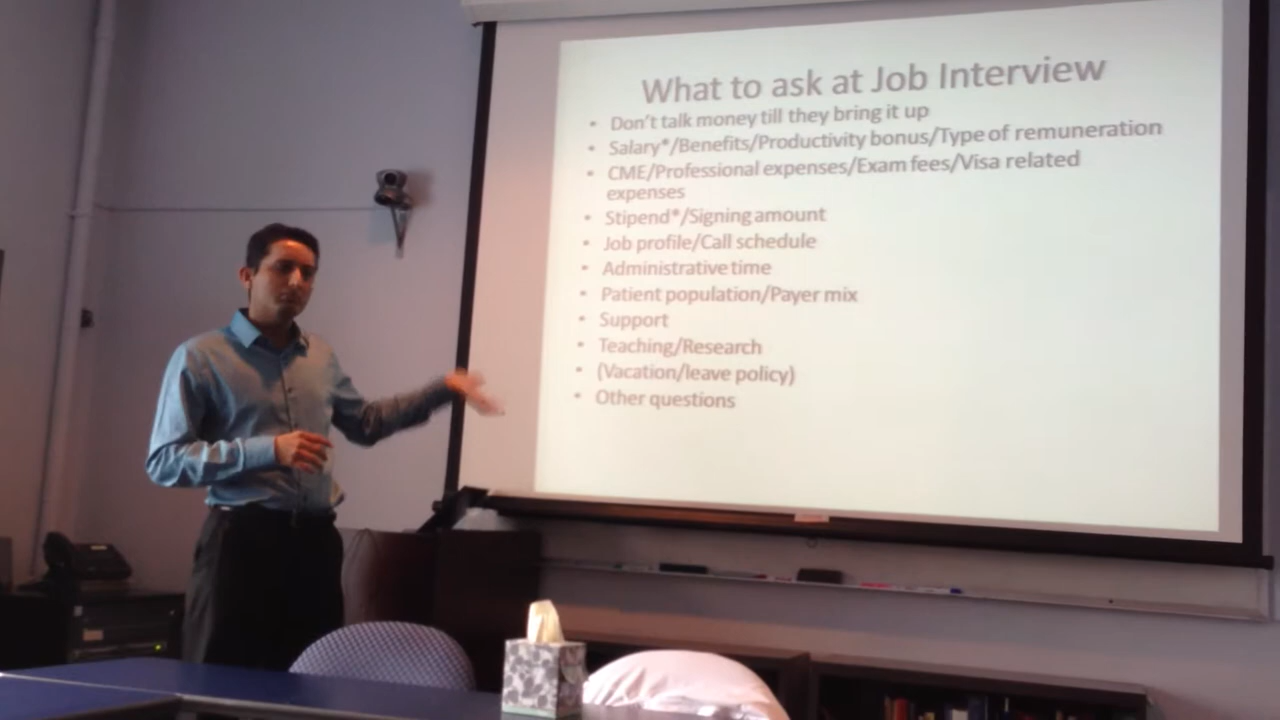 What to ask at Job Interview
• Don't talk money till they bring it up
• Salary*/Benefits/Productivity bonus/Type of remuneration
• CME/Professional expenses/Exam fees/Visa related
expenses
• Stipend*/Signing amount
• Job profile/Call schedule
• Administrative time
• Patient population/Payer mix
• Support
• Teaching/Research
• (Vacation/leave policy)
• Other questions